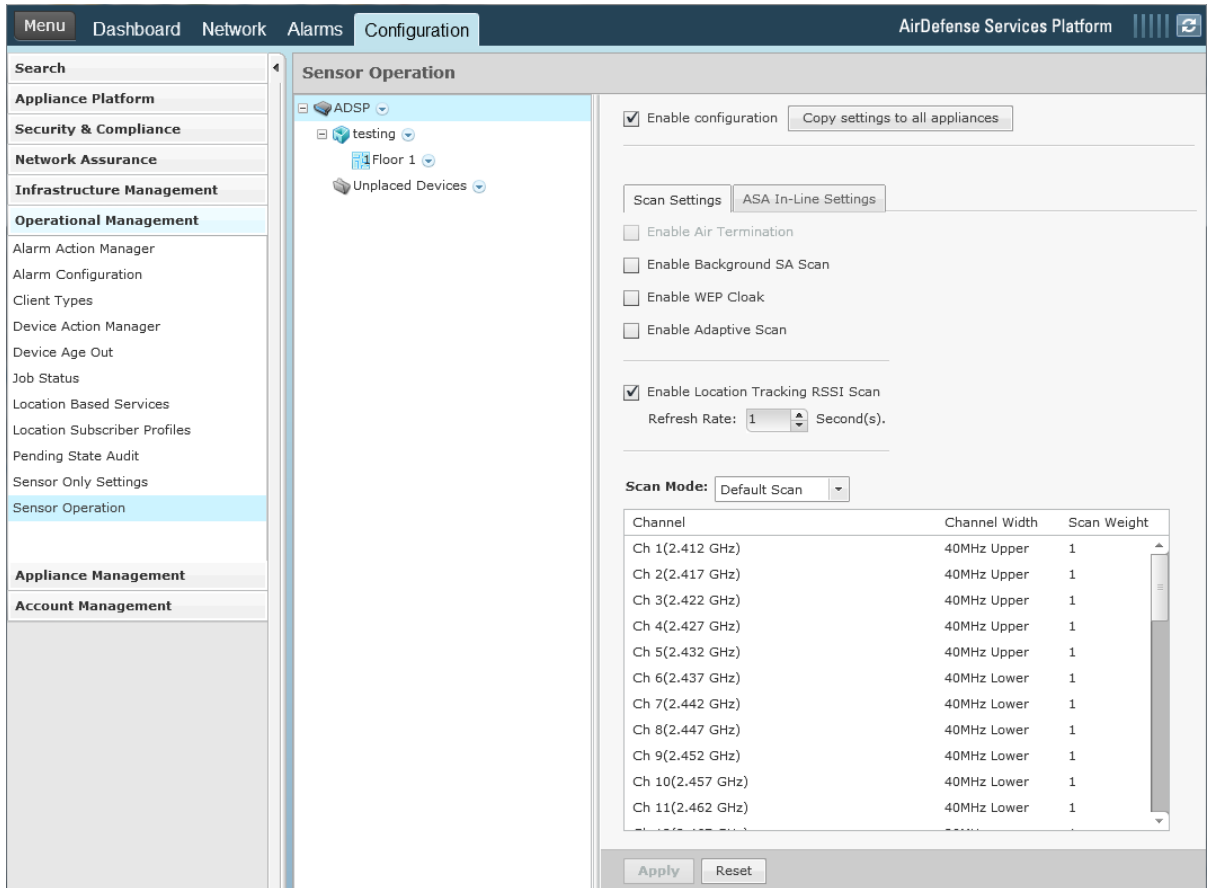 Menu Dashboard Network Alarms Configuration AirDefense Services Platform
Search
Appliance Platform
Security & Compliance
Network Assurance
Infrastructure Management
Operational Management
Alarm Action Manager
Alarm Configuration
Client Types
Device Action Manager
Device Age Out
Job Status
Location Based Services
Location Subscriber Profiles
Pending State Audit
Sensor Only Settings
Sensor Operation
Appliance Management
Account Management
Sensor Operation
ADSP
testing
1 Floor 1
Unplaced Devices
Enable configuration Copy settings to all appliances
Scan Settings ASA In-Line Settings
Enable Air Termination
Enable Background SA Scan
Enable WEP Cloak
Enable Adaptive Scan
Enable Location Tracking RSSI Scan
Refresh Rate: 1 Second(s).
Scan Mode: Default Scan
Channel Channel Width Scan Weight
Ch 1(2.412 GHz) 40MHz Upper 1
Ch 2(2.417 GHz) 40MHz Upper 1
Ch 3(2.422 GHz) 40MHz Upper 1
Ch 4(2.427 GHz) 40MHz Upper 1
Ch 5(2.432 GHz) 40MHz Upper 1
Ch 6(2.437 GHz) 40MHz Lower 1
Ch 7(2.442 GHz) 40MHz Lower 1
Ch 8(2.447 GHz) 40MHz Lower 1
Ch 9(2.452 GHz) 40MHz Lower 1
Ch 10(2.457 GHz) 40MHz Lower 1
Ch 11(2.462 GHz) 40MHz Lower 1
Apply Reset